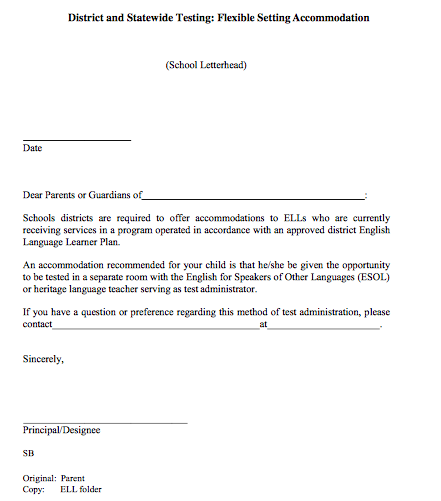 District and Statewide Testing: Flexible Setting Accommodation
(School Letterhead)
Date
Dear Parents or Guardians of_____________________________________________:
Schools districts are required to offer accommodations to ELLs who are currently
receiving services in a program operated in accordance with an approved district English
Language Learner Plan.
An accommodation recommended for your child is that he/she be given the opportunity
to be tested in a separate room with the English for Speakers of Other Languages (ESOL)
or heritage language teacher serving as test administrator.
If you have a question or preference regarding this method of test administration, please
contact__________________________________________at_______________________.
Sincerely,
Principal/Designee
SB
Original: Parent
Copy: ELL folder